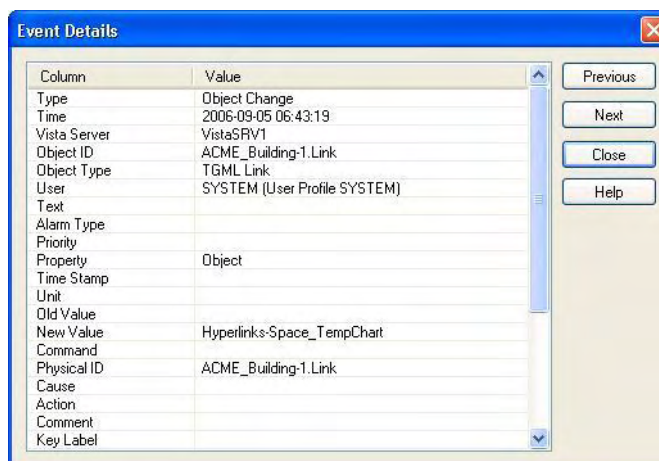 Event Details
Column Value
Type Object Change
Time 2006-09-05 06:43:19
Vista Server VistaSRV1
Object ID ACME_Building-1.Link
Object Type TGML Link
User SYSTEM (User Profile SYSTEM)
Text
Alarm Type
Priority
Property Object
Time Stamp
Unit
Old Value
New Value Hyperlinks-Space_TempChart
Command
Physical ID ACME_Building-1.Link
Cause
Action
Comment
Key Label
Previous
Next
Close
Help